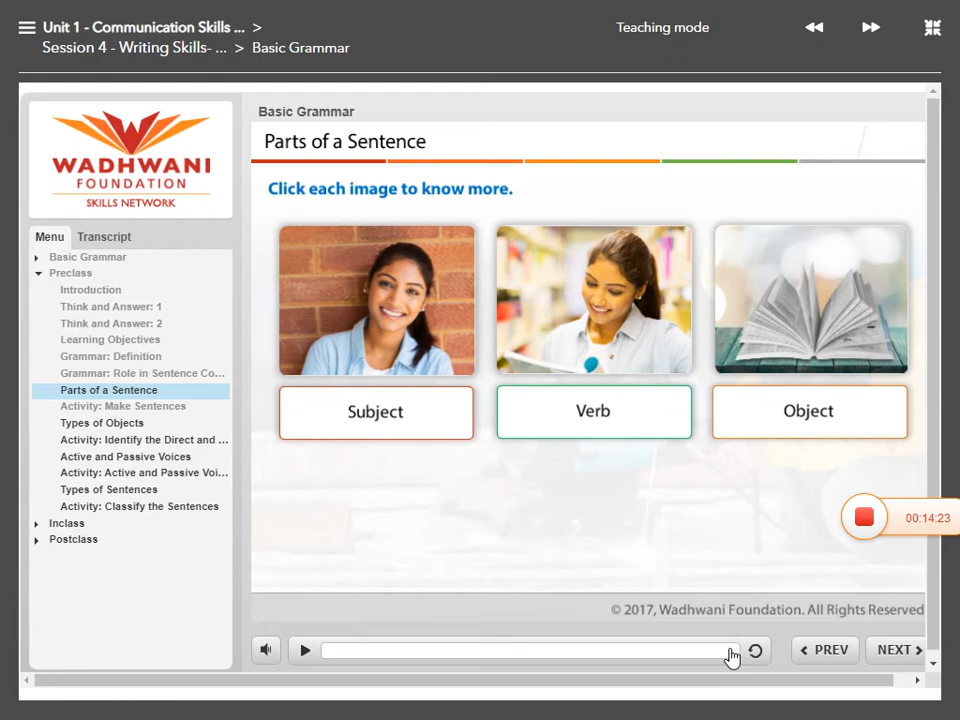 Unit 1 - Communication Skills ... >
Teaching mode
Session 4 - Writing Skills- ... > Basic Grammar
WADHWANI
FOUNDATION
SKILLS NETWORK
Menu Transcript
Basic Grammar
Preclass
Introduction
Think and Answer: 1
Think and Answer: 2
Learning Objectives
Grammar: Definition
Grammar: Role in Sentence Co...
Parts of a Sentence
Activity: Make Sentences
Types of Objects
Activity: Identify the Direct and ...
Active and Passive Voices
Activity: Active and Passive Voi...
Types of Sentences
Activity: Classify the Sentences
Inclass
Postclass
Basic Grammar
Parts of a Sentence
Click each image to know more.
Subject Verb Object
00:14:23
© 2017, Wadhwani Foundation. All Rights Reserved
< PREV NEXT >